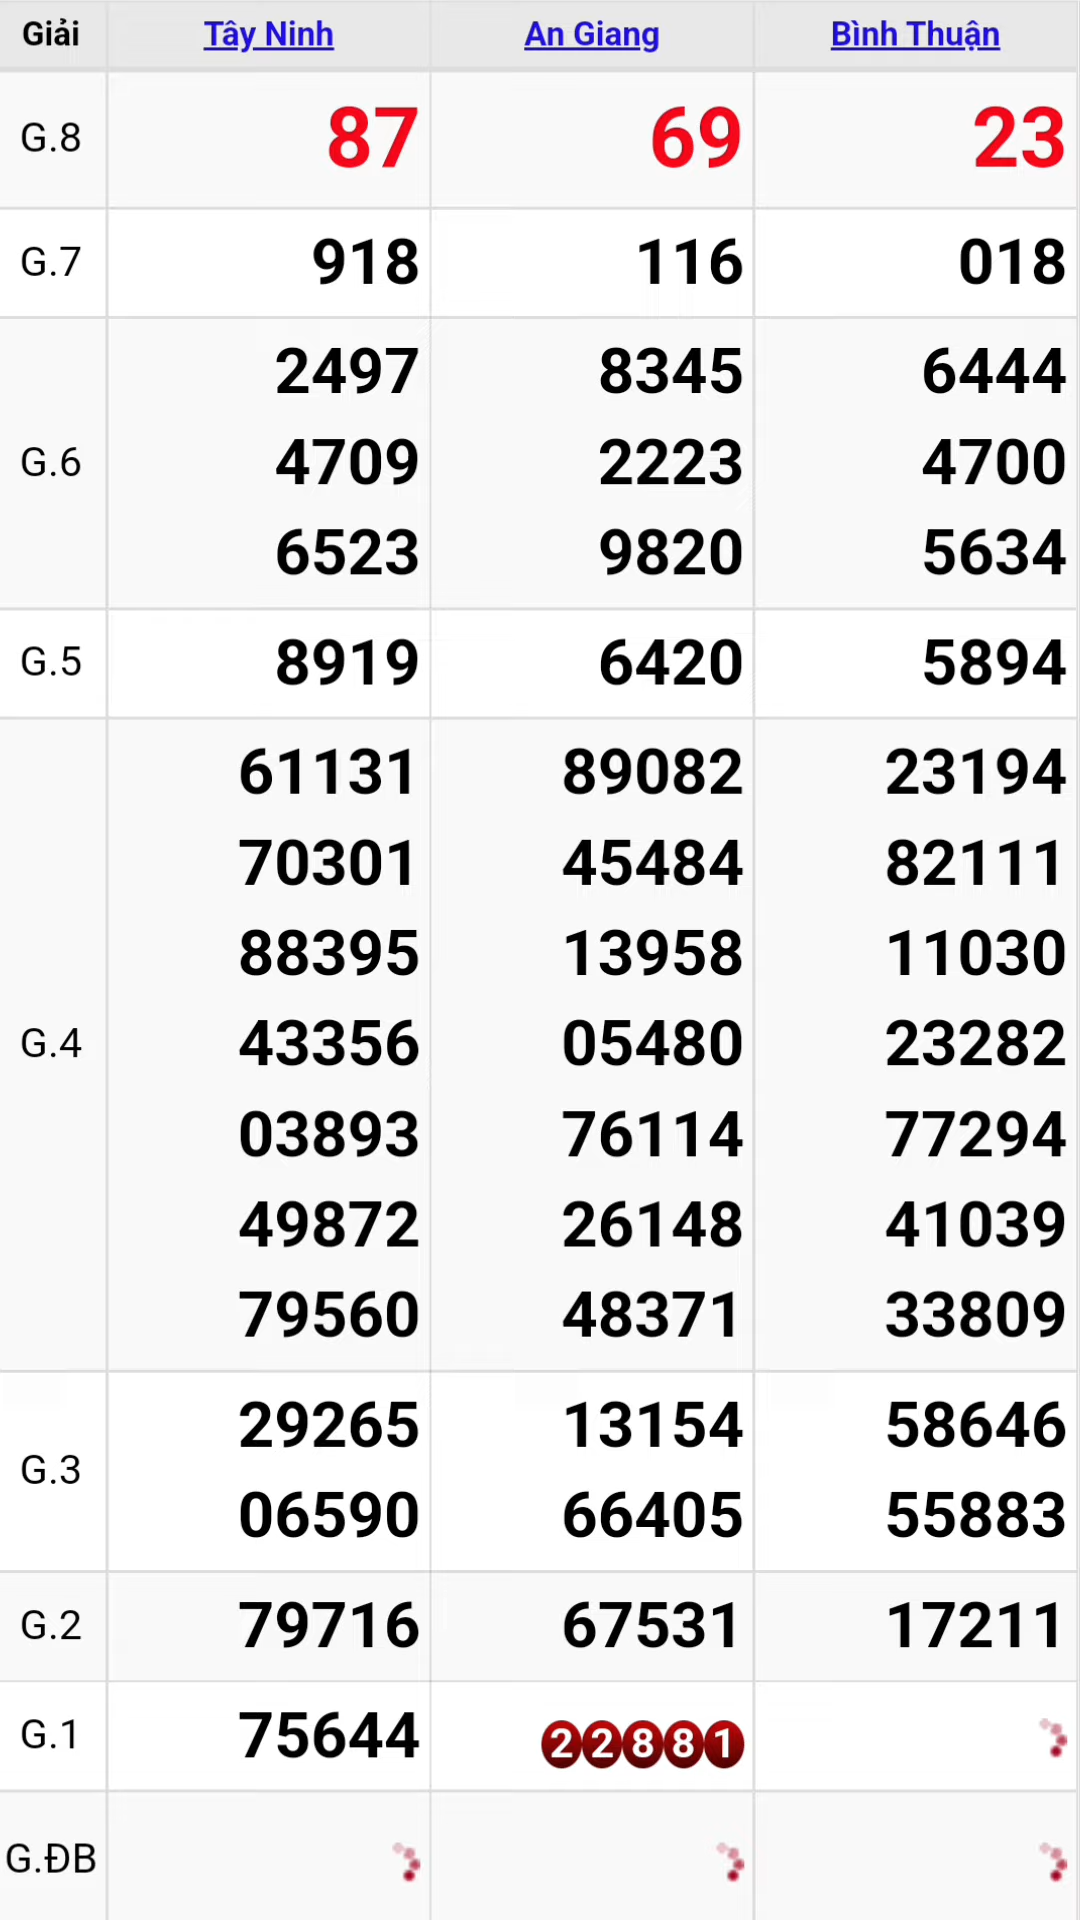 Giải Tây Ninh An Giang Bình Thuận
G.8 87 69 23
G.7 918 116 018
2497 8345 6444
G.6 4709 2223 4700
6523 9820 5634
G.5 8919 6420 5894
61131 89082 23194
70301 45484 82111
88395 13958 11030
G.4 43356 05480 23282
03893 76114 77294
49872 26148 41039
79560 48371 33809
29265 13154 58646
G.3
06590 66405 55883
G.2 79716 67531 17211
G.1 75644 22881
G.ĐB